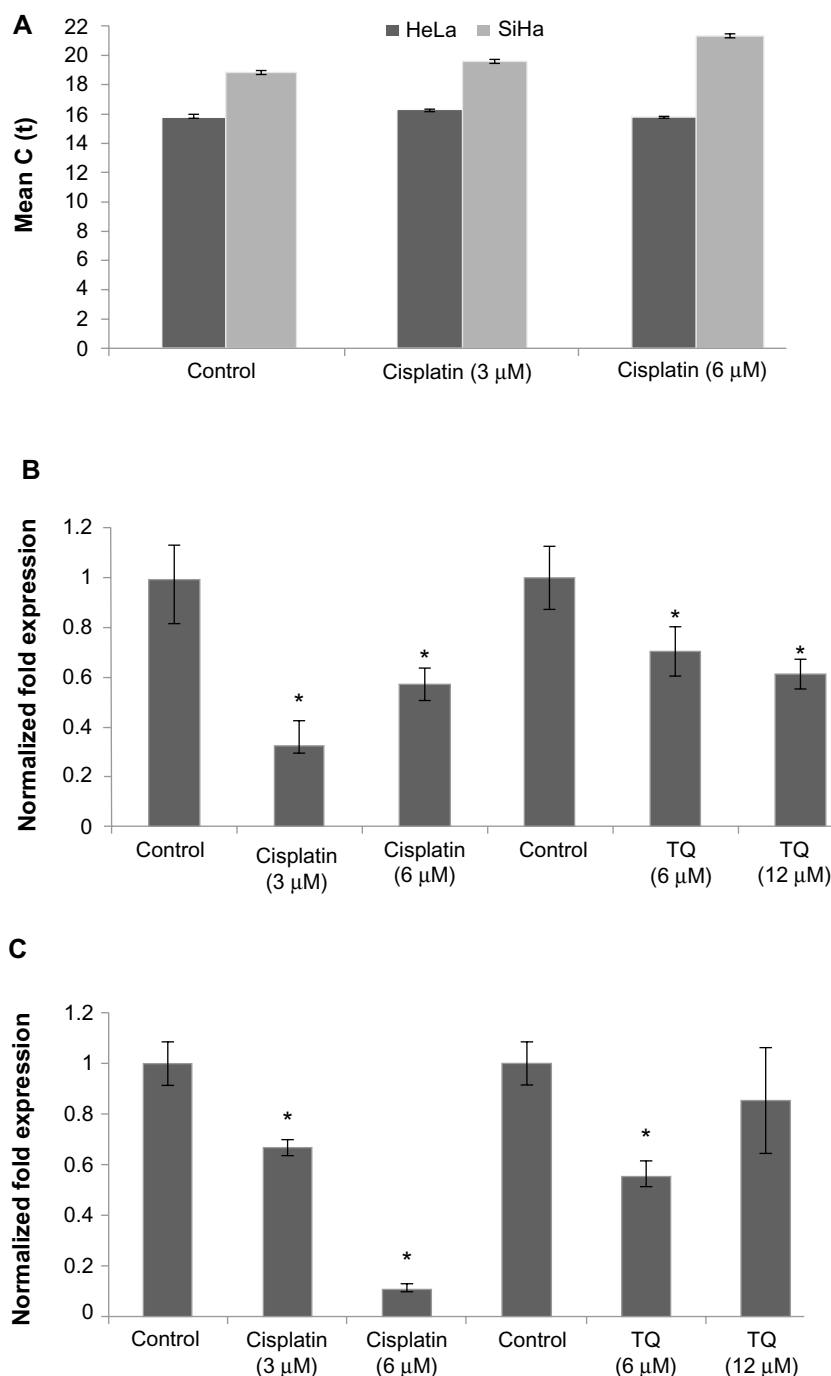 A
HeLa SiHa
Mean C (t)
22
20
18
16
14
12
10
8
6
4
2
0
Control Cisplatin (3 μM) Cisplatin (6 μM)
B
Normalized fold expression
1.2
1
0.8
0.6
0.4
0.2
0
* * * *
Control Cisplatin Cisplatin Control TQ TQ
(3 μM) (6 μM) (6 μM) (12 μM)
C
Normalized fold expression
1.2
1
0.8
0.6
0.4
0.2
0
* * *
Control Cisplatin Cisplatin Control TQ TQ
(3 μM) (6 μM) (6 μM) (12 μM)